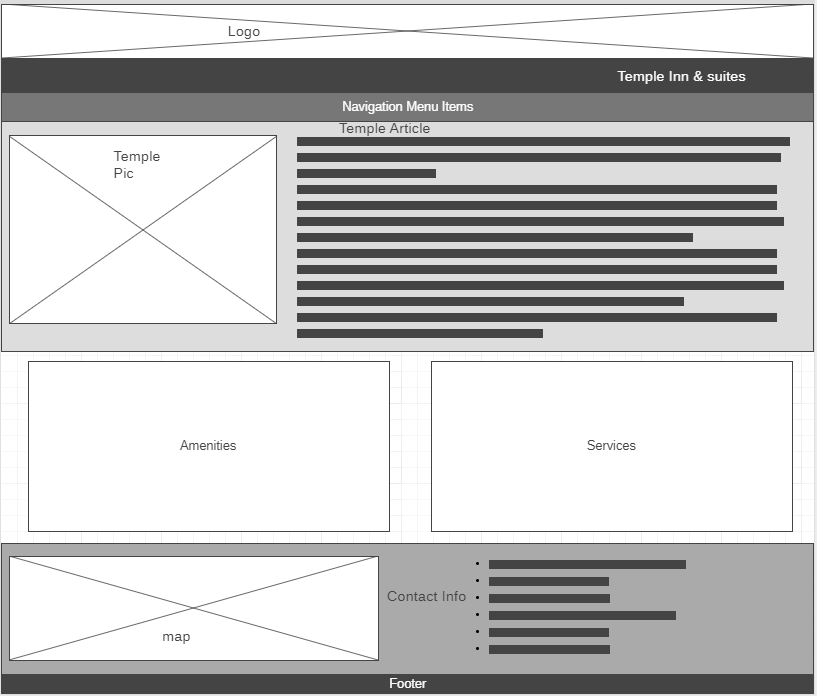 Logo
Temple Inn & suites
Navigation Menu Items
Temple Article
Temple
Pic
Amenities
Services
Contact Info
map
Footer